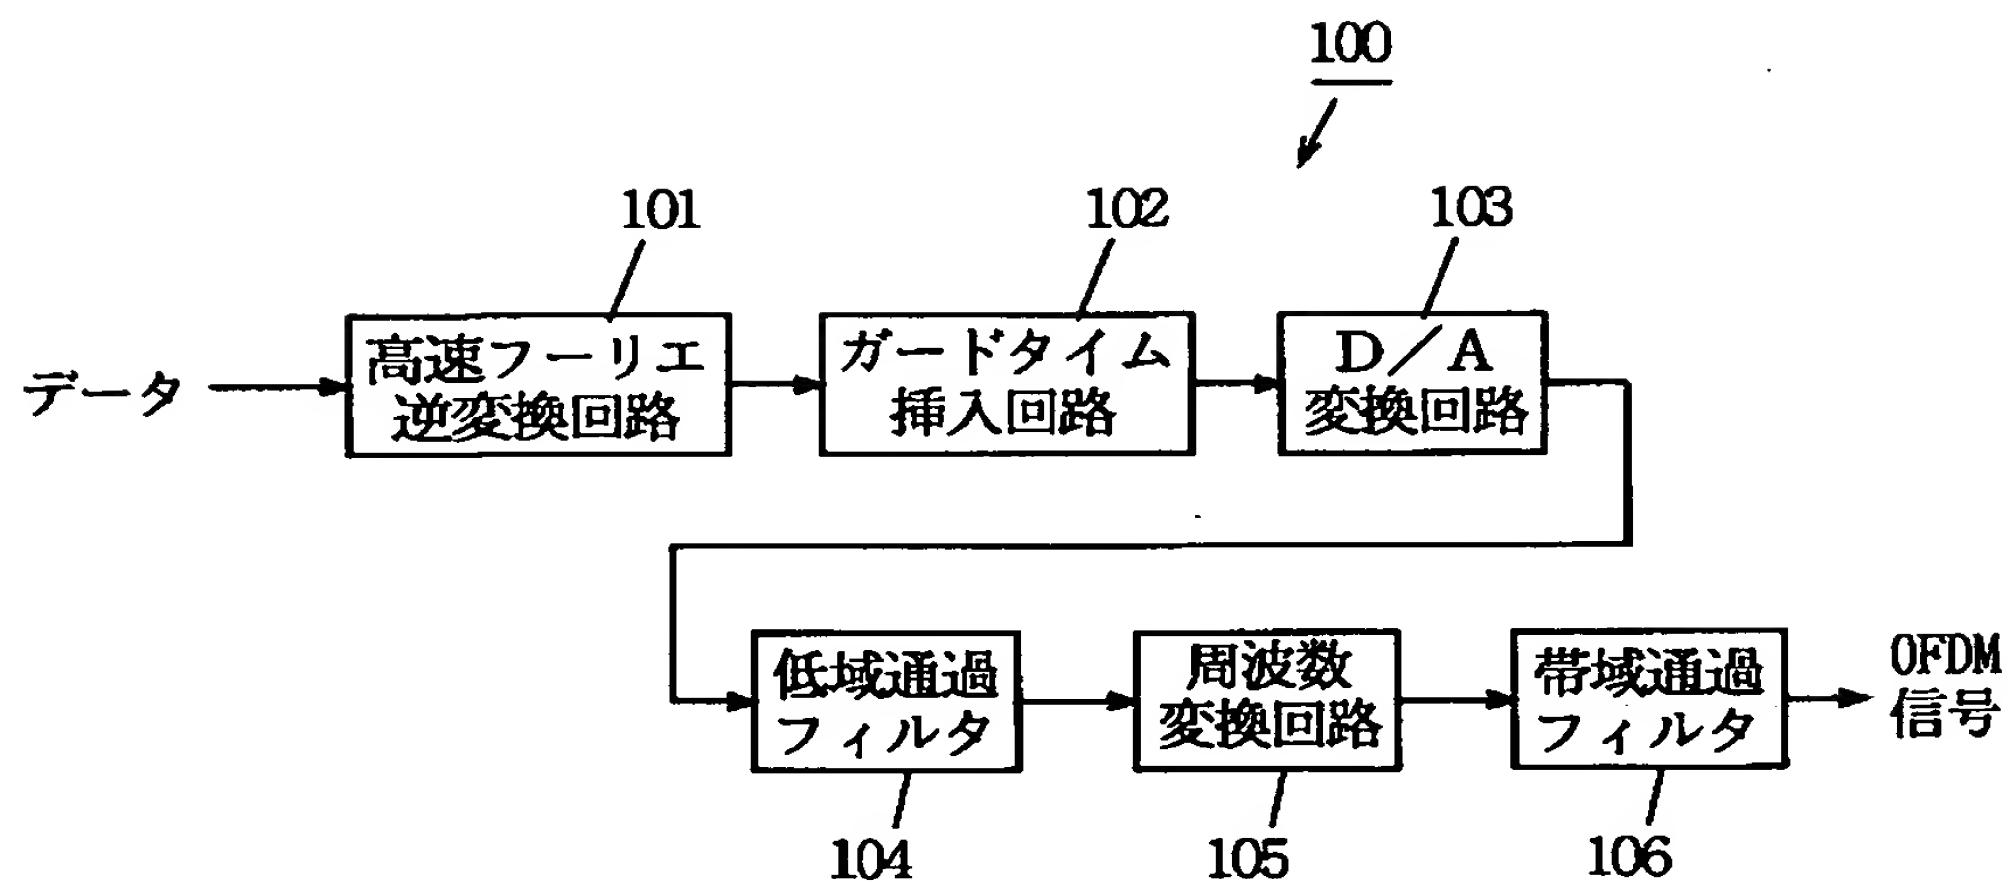 100
101
102
103
データ
高速フーリエ
逆変換回路
ガードタイム
挿入回路
D／A
変換回路
低域通過
フィルタ
周波数
変換回路
帯域通過
フィルタ
OFDM
信号
104
105
106